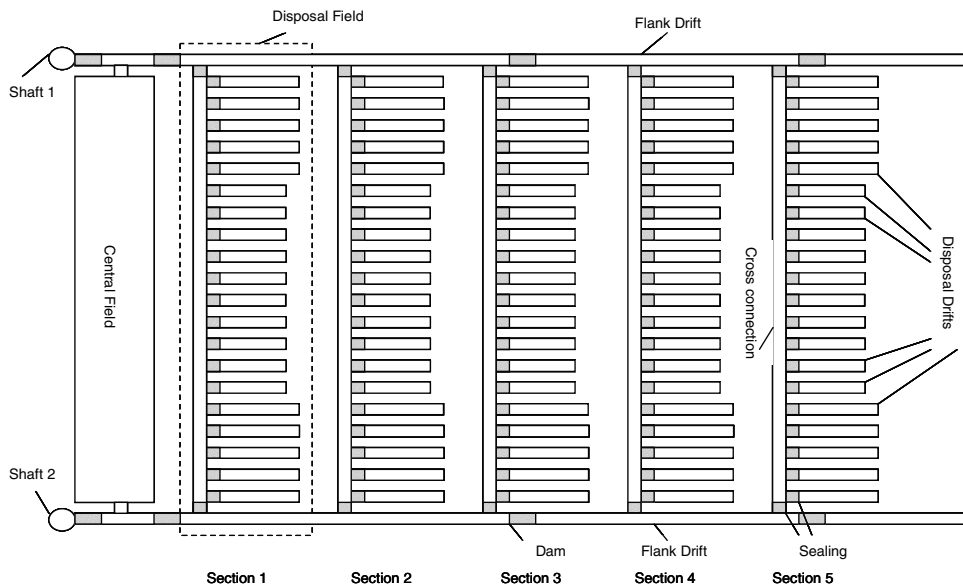 Disposal Field
Flank Drift
Shaft 1
Central Field
Cross connection
Disposal Drifts
Shaft 2
Dam
Flank Drift
Sealing
Section 1
Section 2
Section 3
Section 4
Section 5